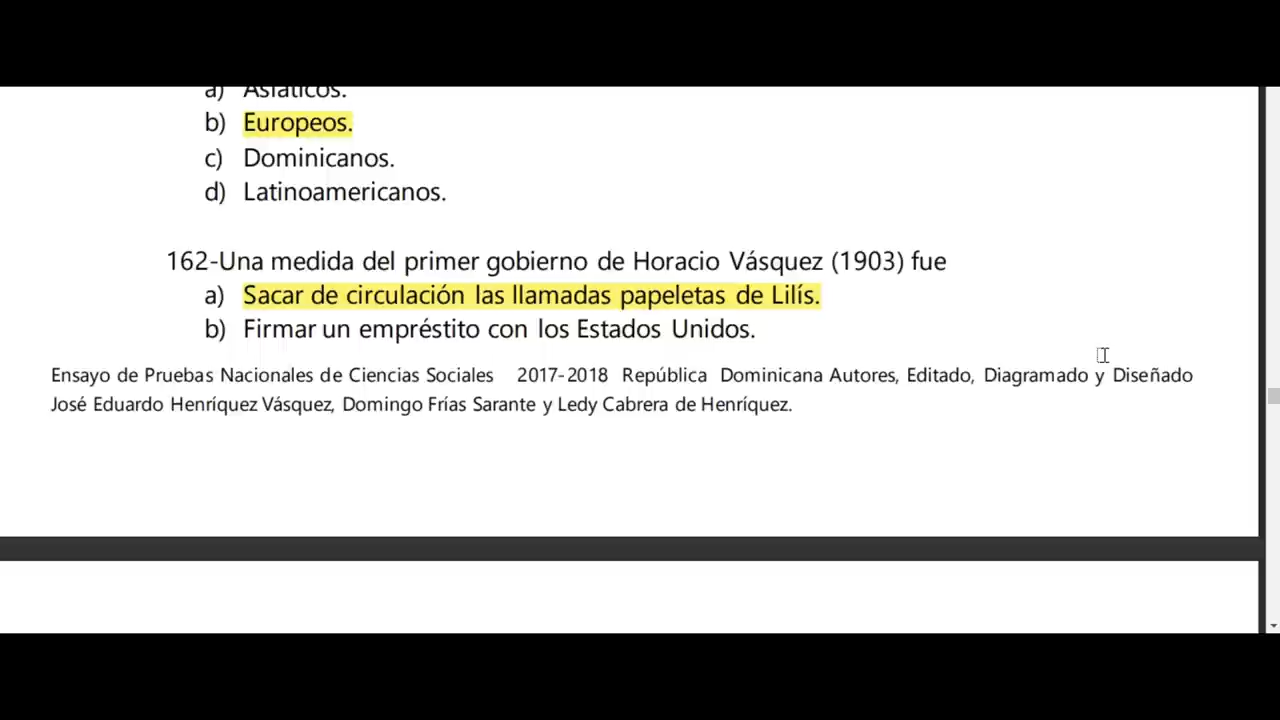 a) Asiáticos.
b) Europeos.
c) Dominicanos.
d) Latinoamericanos.
162-Una medida del primer gobierno de Horacio Vásquez (1903) fue
a) Sacar de circulación las llamadas papeletas de Lilís.
b) Firmar un empréstito con los Estados Unidos.
Ensayo de Pruebas Nacionales de Ciencias Sociales 2017-2018 República Dominicana Autores, Editado, Diagramado y Diseñado
José Eduardo Henríquez Vásquez, Domingo Frías Sarante y Ledy Cabrera de Henríquez.